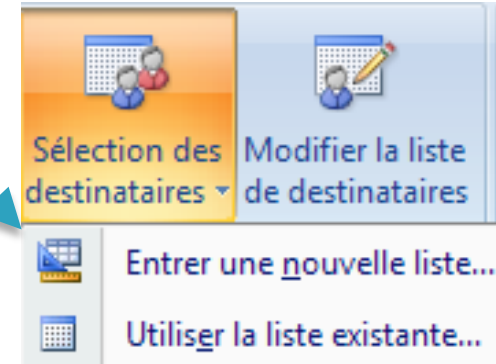 Sélection des
destinataires
Modifier la liste
de destinataires
Entrer une nouvelle liste...
Utiliser la liste existante...